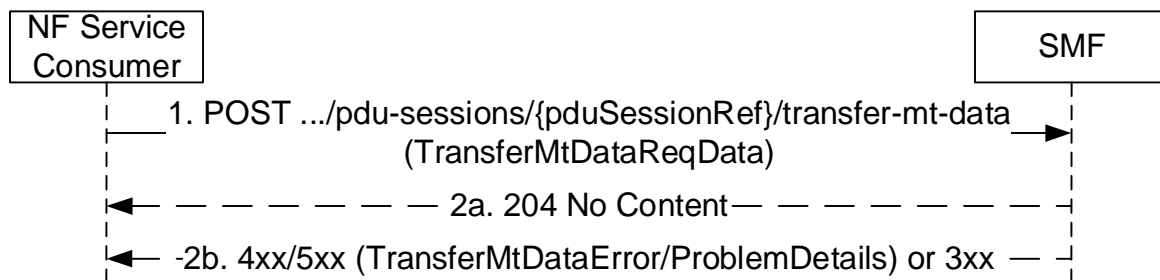 NF Service
Consumer
SMF
1. POST .../pdu-sessions/{pduSessionRef}/transfer-mt-data
(TransferMtDataReqData)
2a. 204 No Content
2b. 4xx/5xx (TransferMtDataError/ProblemDetails) or 3xx